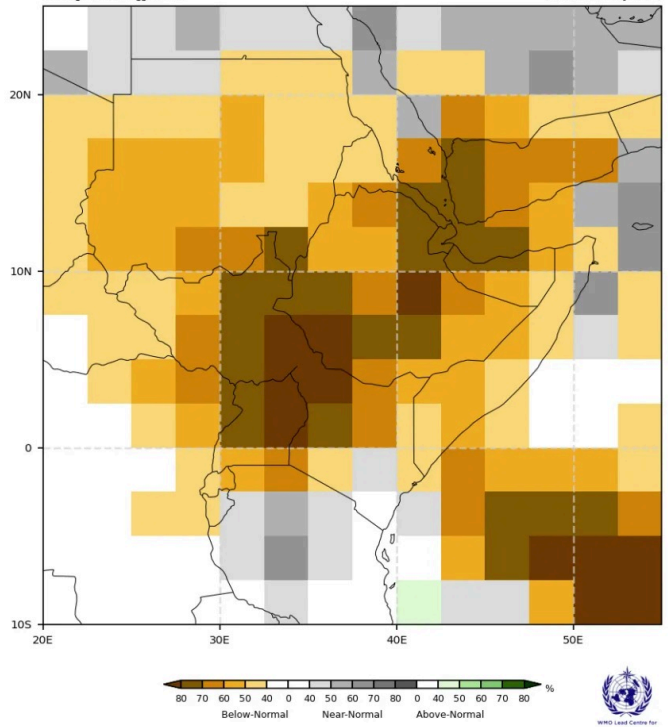 20N
10N
0
10S
20E
30E
40E
50E
80 70 60 50 40 0 40 50 60 70 80 0 40 50 60 70 80 %
Below-Normal Near-Normal Above-Normal
WMO Lead Centre for